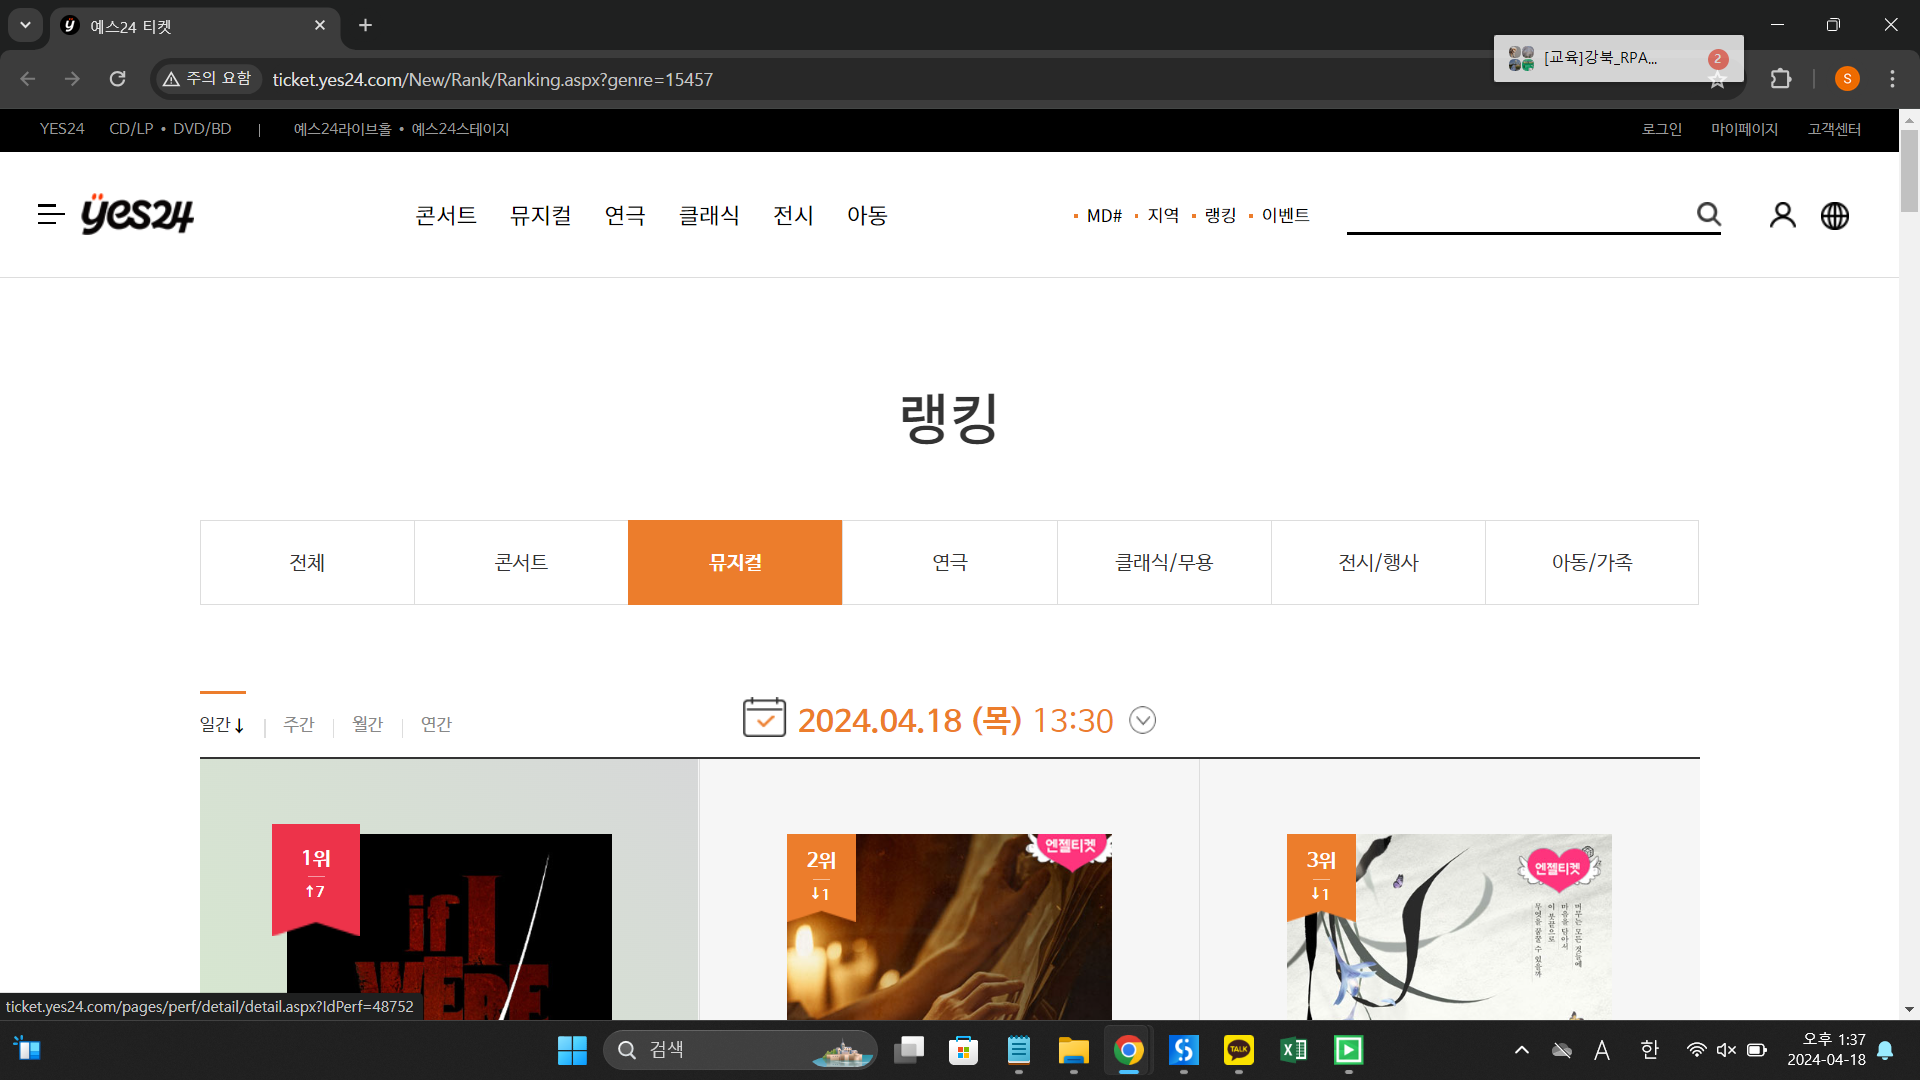 예스24 티켓
[교육]강북_RPA...
2
주의 요함
ticket.yes24.com/New/Rank/Ranking.aspx?genre=15457
S
YES24 CD/LP • DVD/BD | 예스24라이브홀 • 예스24스테이지
로그인 마이페이지 고객센터
yes24
콘서트 뮤지컬 연극 클래식 전시 아동
MD# 지역 랭킹 이벤트
랭킹
전체 콘서트 뮤지컬 연극 클래식/무용 전시/행사 아동/가족
일간↓ 주간 월간 연간
2024.04.18 (목) 13:30
1위
↑7
if I
WERE
2위
↓1
엔젤티켓
3위
↓1
엔젤티켓
ticket.yes24.com/pages/perf/detail/detail.aspx?IdPerf=48752
검색
TALK
A
한
오후 1:37
2024-04-18